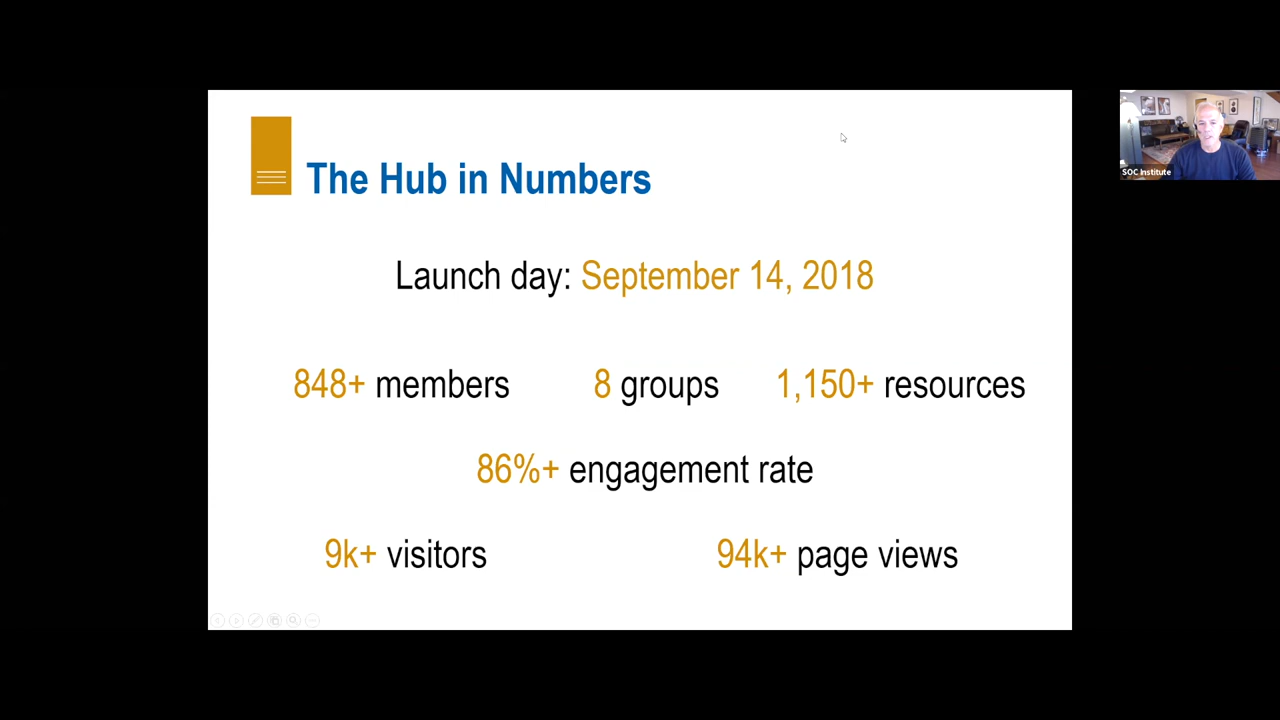 The Hub in Numbers
Launch day: September 14, 2018
848+ members 8 groups 1,150+ resources
86%+ engagement rate
9k+ visitors 94k+ page views
SOC Institute